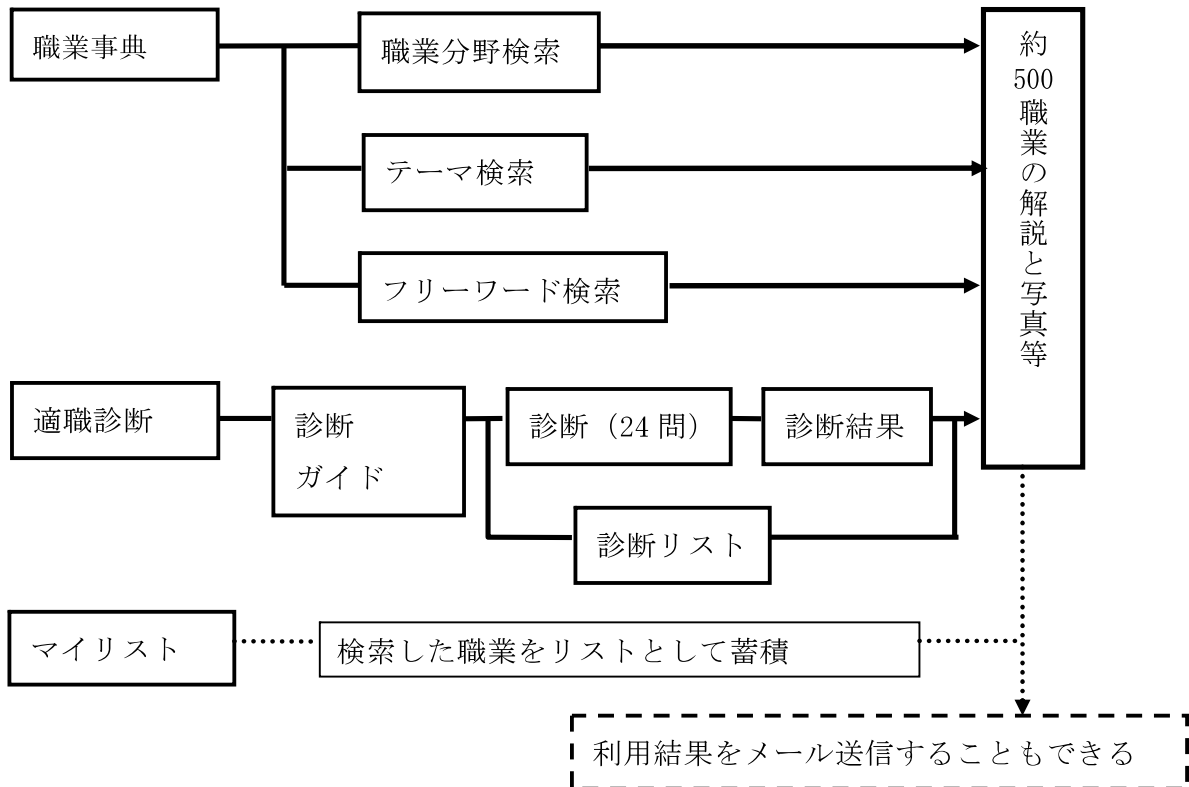 職業事典
職業分野検索
テーマ検索
フリーワード検索
約500職業の解説と写真等
適職診断
診断
ガイド
診断（24問）
診断結果
診断リスト
マイリスト
検索した職業をリストとして蓄積
利用結果をメール送信することもできる